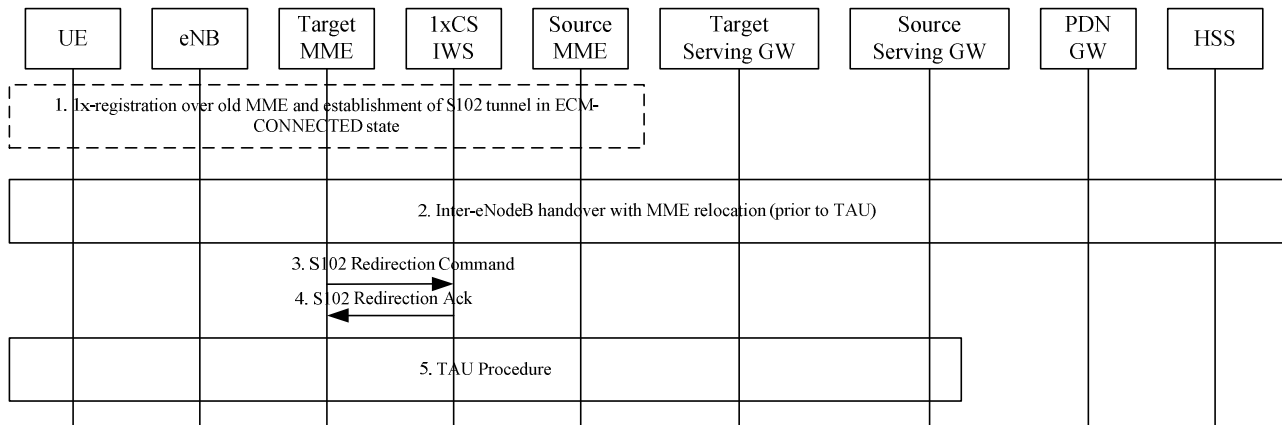 UE
eNB
Target
MME
1xCS
IWS
Source
MME
Target
Serving GW
Source
Serving GW
PDN
GW
HSS
1. 1x-registration over old MME and establishment of S102 tunnel in ECM-
CONNECTED state
2. Inter-eNodeB handover with MME relocation (prior to TAU)
3. S102 Redirection Command
4. S102 Redirection Ack
5. TAU Procedure